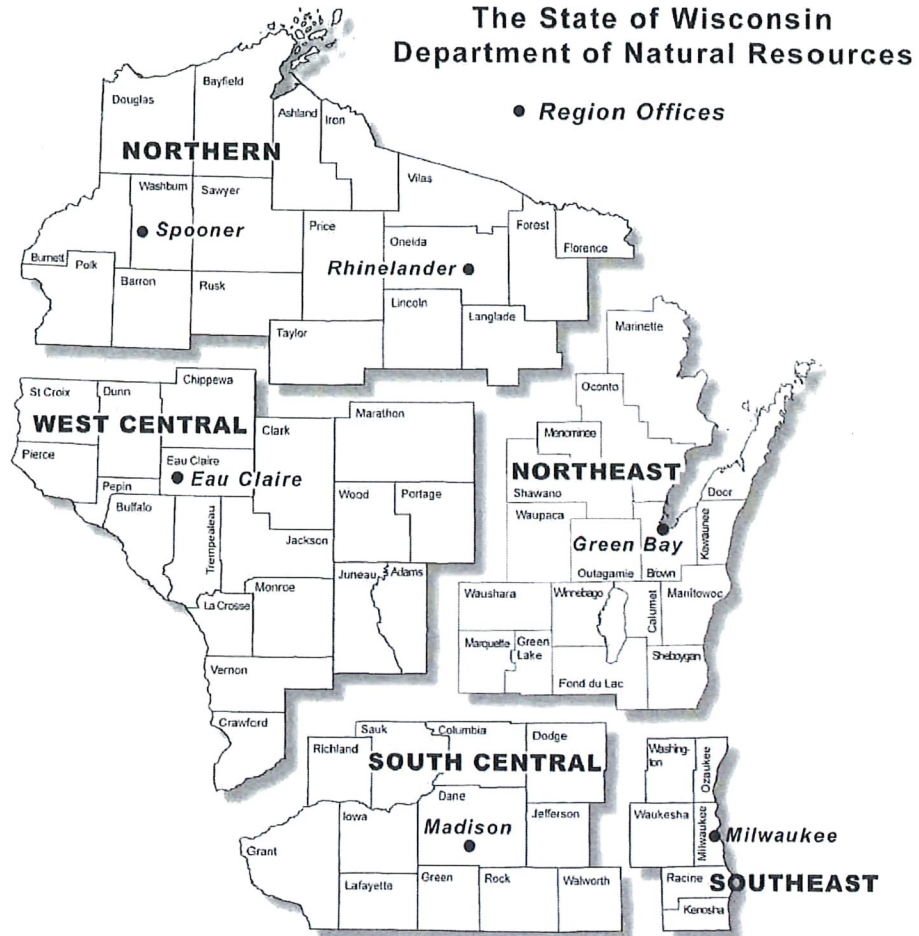 The State of Wisconsin
Department of Natural Resources
● Region Offices
Bayfield
Douglas
Ashland
Iron
NORTHERN
Vilas
Washburn
Sawyer
Price
Forest
Spooner
Oneida
Florence
Rhinelander
Burnett
Polk
Barron
Rusk
Lincoln
Langlade
Taylor
Marinette
Chippewa
Oconto
St Croix
Dunn
WEST CENTRAL
Marathon
Clark
Menominee
Pierce
Eau Claire
Eau Claire
NORTHEAST
Pepin
Wood
Portage
Shawano
Door
Buffalo
Waupaca
Trempealeau
Jackson
Green Bay
Kewaunee
Juneau
Adams
Outagamie
Brown
Monroe
La Crosse
Waushara
Winnebago
Calumet
Manitowoc
Marquette
Green
Lake
Sheboygan
Vernon
Fond du Lac
Crawford
Sauk
Columbia
Dodge
Richland
SOUTH CENTRAL
Washing-
ton
Ozaukee
Dane
Iowa
Madison
Jefferson
Waukesha
Milwaukee
Milwaukee
Grant
Lafayette
Green
Rock
Walworth
Racine
SOUTHEAST
Kenosha